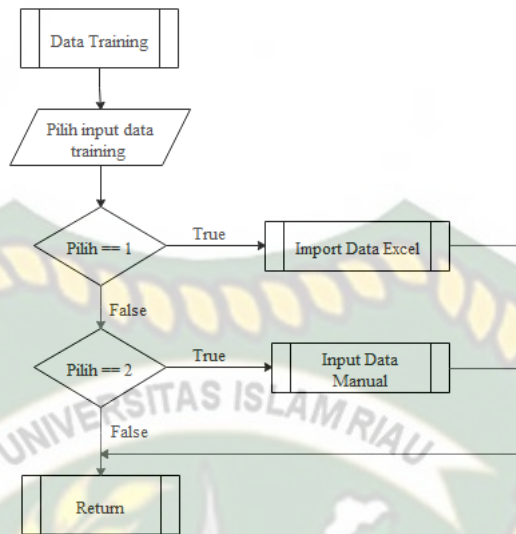 Data Training
Pilih input data
training
Pilih == 1
True
Import Data Excel
False
Pilih == 2
True
Input Data
Manual
False
UNIVERSITAS ISLAM RIAU
Return